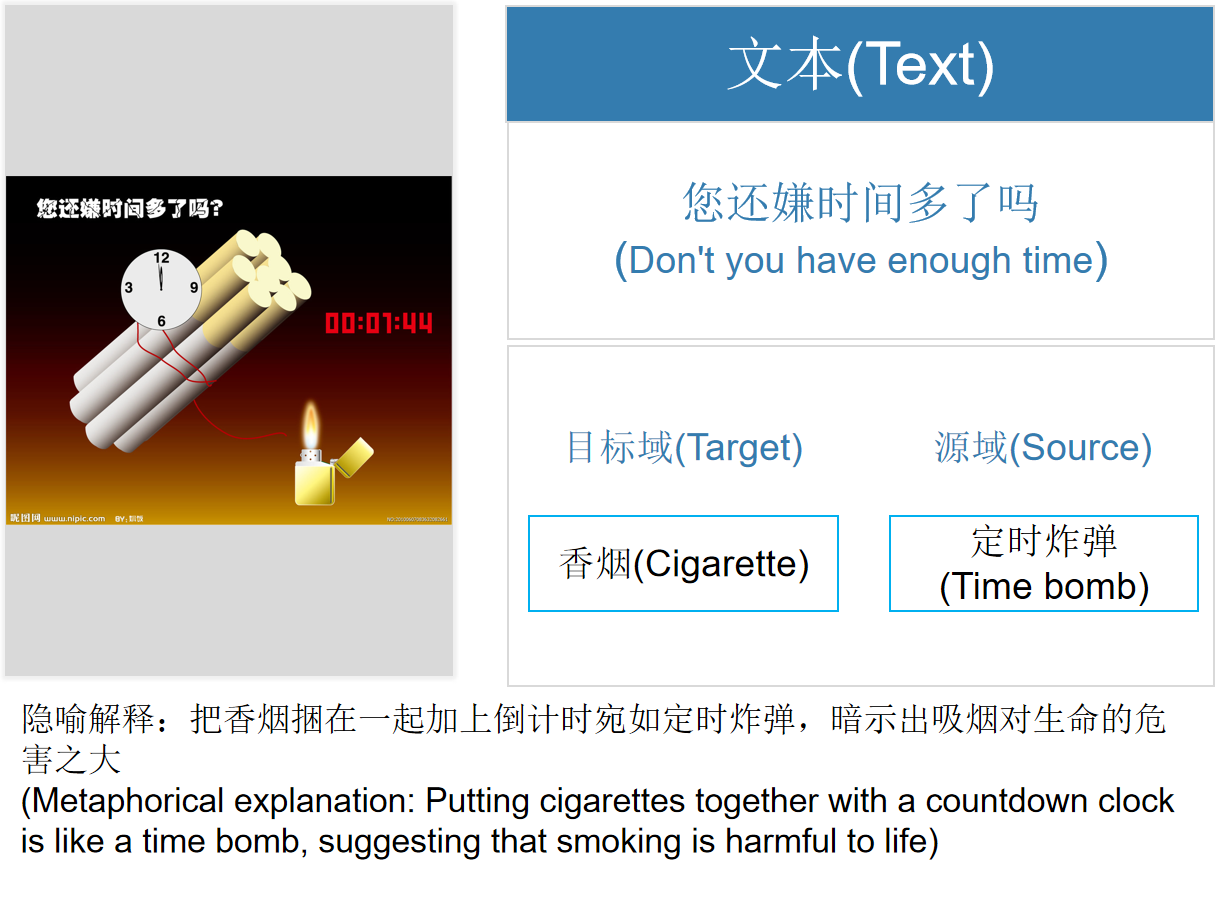 您还嫌时间多了吗?
12
3
9
6
00:01:44
昵图网 www.nipic.com
文本(Text)
您还嫌时间多了吗
(Don't you have enough time)
目标域(Target)
源域(Source)
香烟(Cigarette)
定时炸弹
(Time bomb)
隐喻解释：把香烟捆在一起加上倒计时宛如定时炸弹，暗示出吸烟对生命的危
害之大
(Metaphorical explanation: Putting cigarettes together with a countdown clock
is like a time bomb, suggesting that smoking is harmful to life)